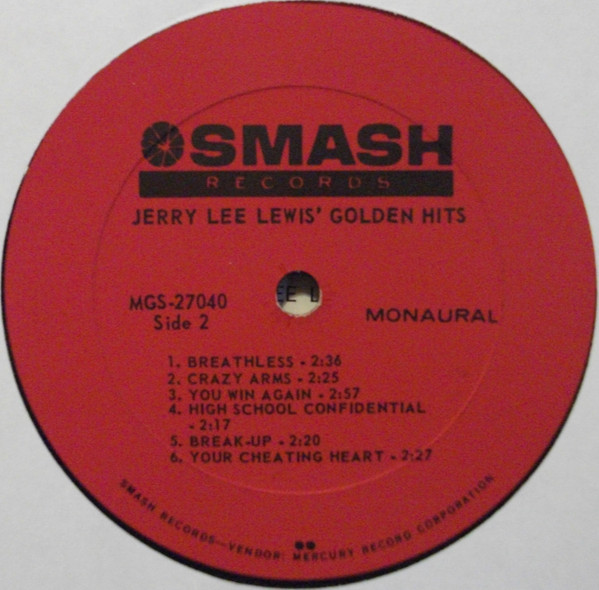 SMASH
RECORDS
JERRY LEE LEWIS' GOLDEN HITS
MGS-27040
Side 2
MONAURAL
1. BREATHLESS - 2:36
2. CRAZY ARMS - 2:25
3. YOU WIN AGAIN - 2:57
4. HIGH SCHOOL CONFIDENTIAL
- 2:17
5. BREAK-UP - 2:20
6. YOUR CHEATING HEART - 2:27
SMASH RECORDS—VENDOR: MERCURY RECORD CORPORATION